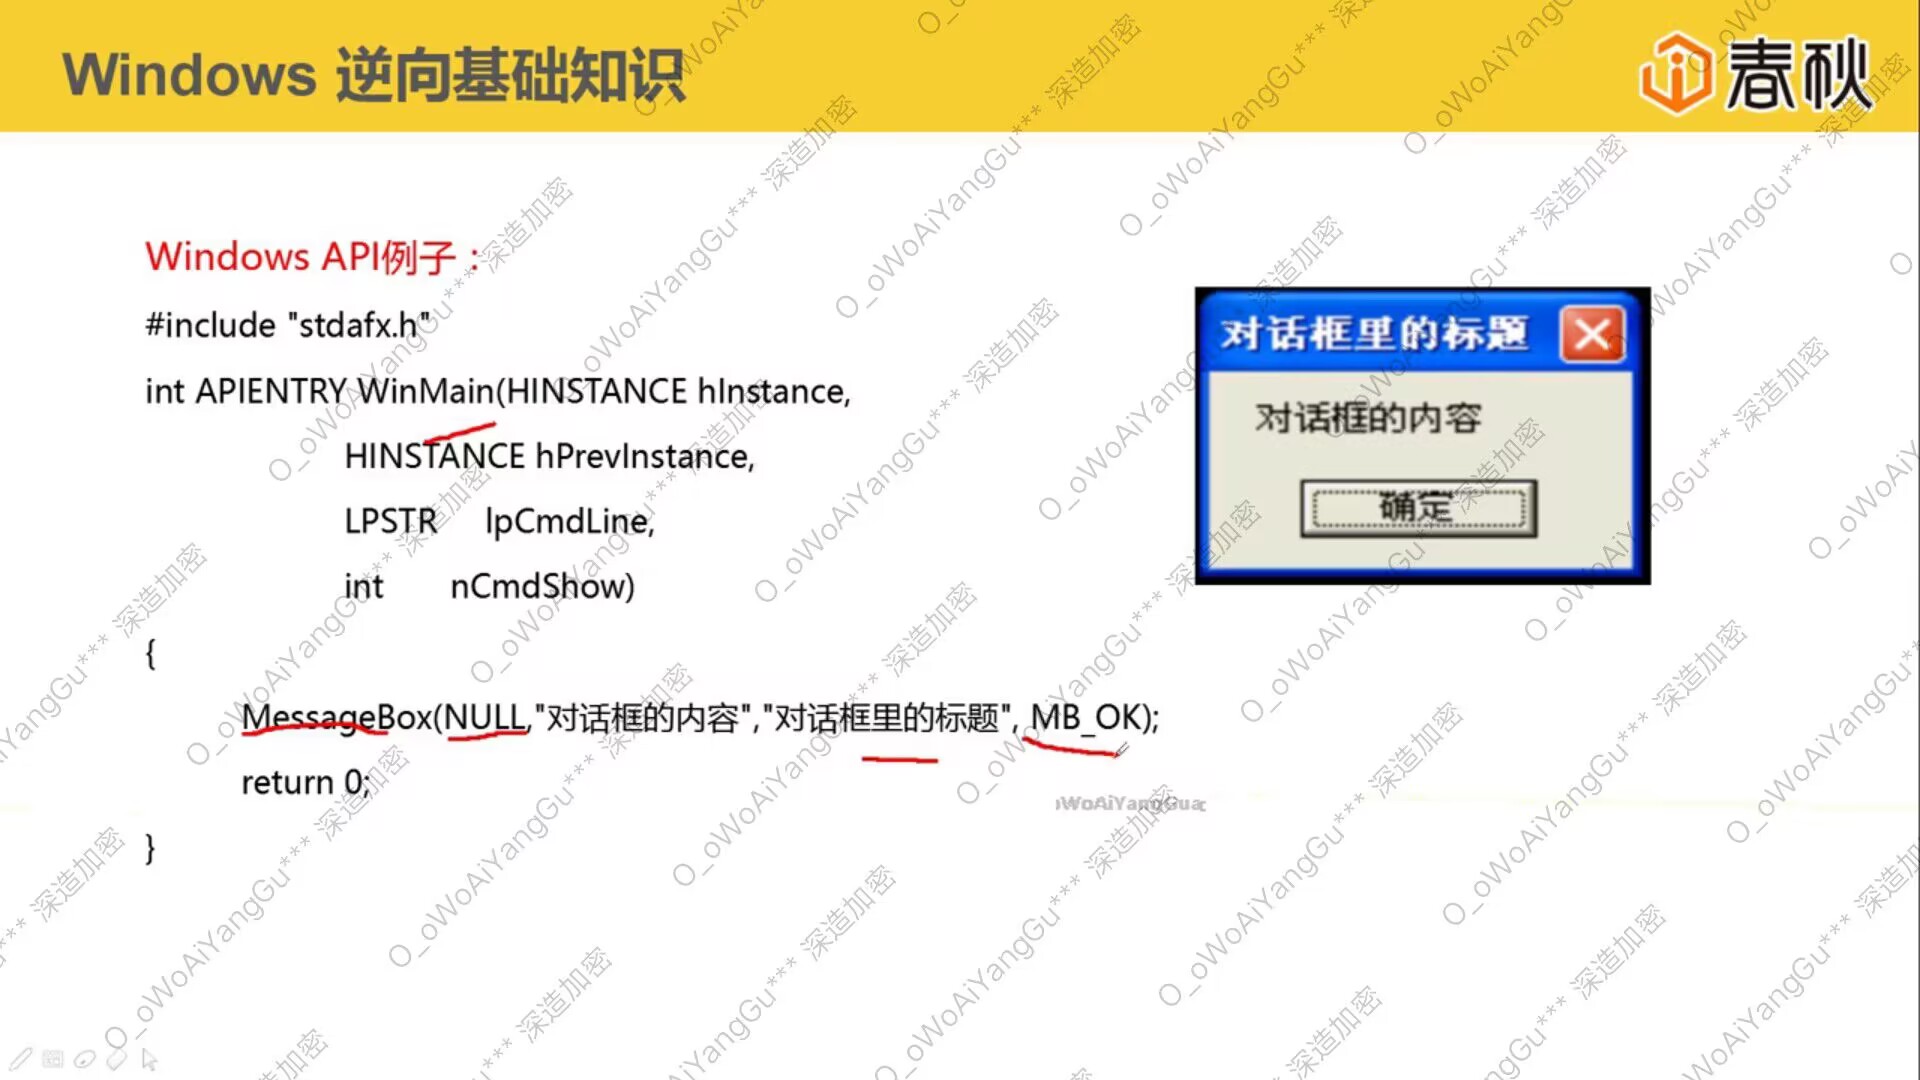 Windows 逆向基础知识
春秋
Windows API例子：
#include "stdafx.h"
int APIENTRY WinMain(HINSTANCE hInstance,
HINSTANCE hPrevInstance,
LPSTR lpCmdLine,
int nCmdShow)
{
MessageBox(NULL,"对话框的内容","对话框里的标题", MB_OK);
return 0;
}
对话框里的标题
对话框的内容
确定
O_oWoAiYangGu*** 深造加密